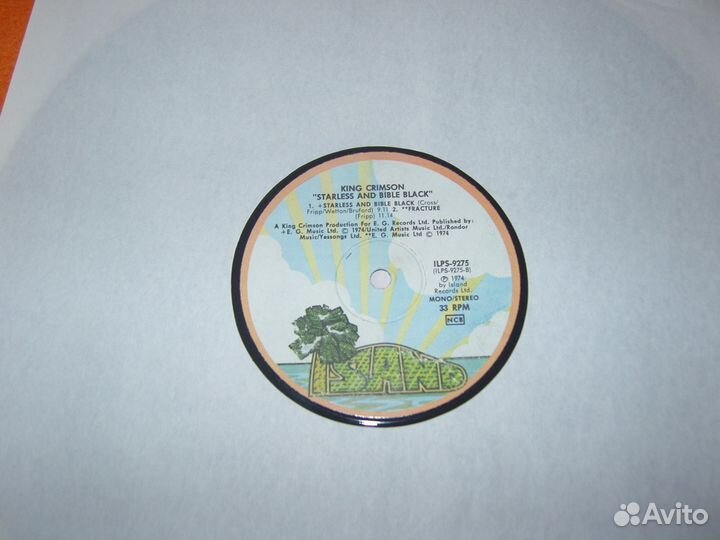 KING CRIMSON
"STARLESS AND BIBLE BLACK"
1. +STARLESS AND BIBLE BLACK (Cross/
Fripp/Wetton/Bruford) 9.11 2. **FRACTURE
(Fripp) 11.14
A King Crimson Production For E. G. Records Ltd. Published by:
+E. G. Music Ltd. © 1974/United Artists Music Ltd./Rondor
Music/Yessongs Ltd. **E. G. Music Ltd © 1974
ILPS-9275
(ILPS-9275-B)
℗ 1974
by Island
Records Ltd.
MONO/STEREO
33 RPM
NCB
ISLAND
Avito